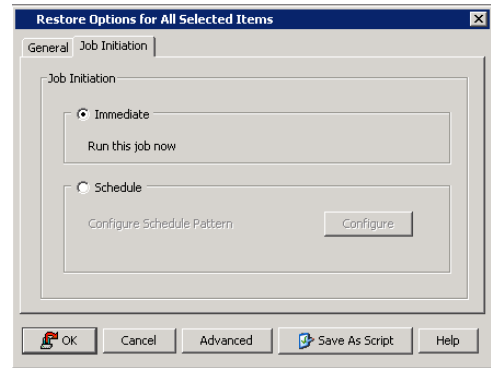 Restore Options for All Selected Items
General Job Initiation
Job Initiation
Immediate
Run this job now
Schedule
Configure Schedule Pattern Configure
OK Cancel Advanced Save As Script Help